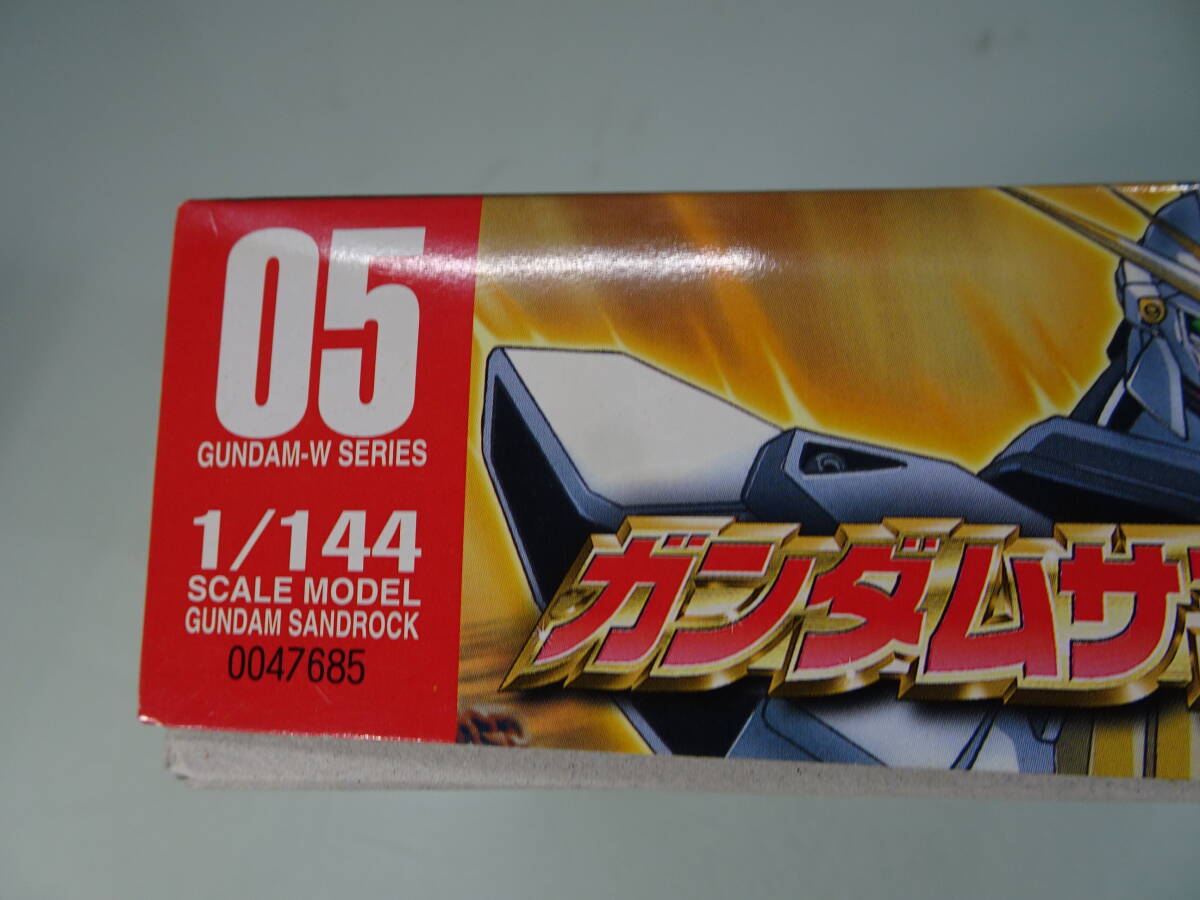 05
GUNDAM-W SERIES
1/144
SCALE MODEL
GUNDAM SANDROCK
0047685
ガンダムサ